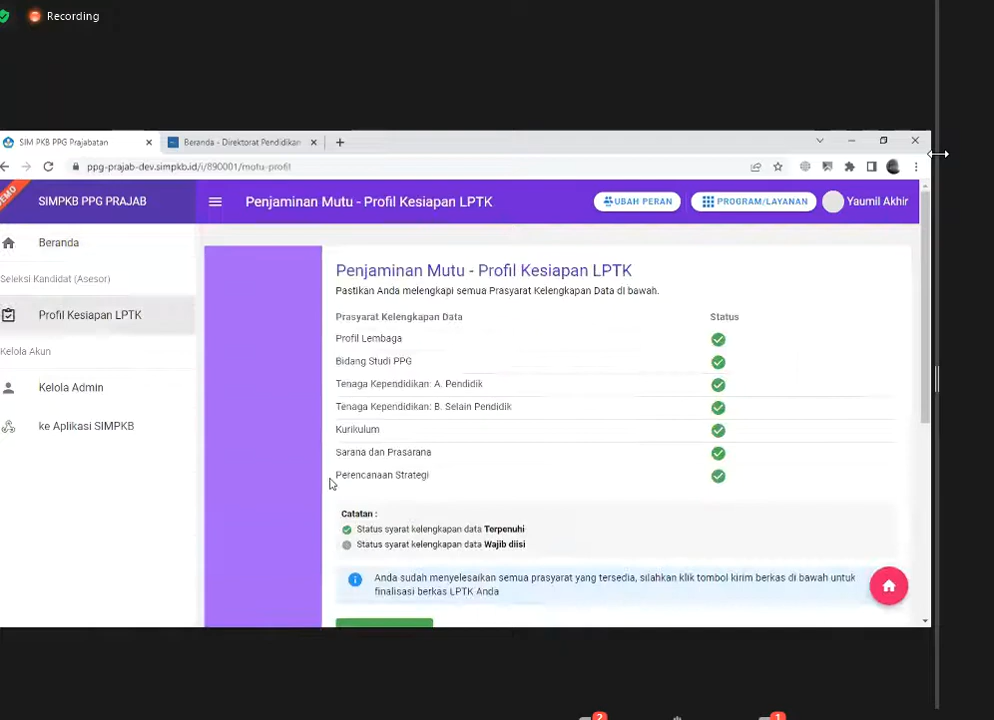 Recording
SIM PKB PPG Prajabatan
Beranda - Direktorat Pendidikan
ppg-prajab-dev.simpkb.id/i/890001/motu-profil
DEMO
SIMPKB PPG PRAJAB
Penjaminan Mutu - Profil Kesiapan LPTK
UBAH PERAN
PROGRAM/LAYANAN
Yaumil Akhir
Beranda
Seleksi Kandidat (Asesor)
Profil Kesiapan LPTK
Kelola Akun
Kelola Admin
ke Aplikasi SIMPKB
Penjaminan Mutu - Profil Kesiapan LPTK
Pastikan Anda melengkapi semua Prasyarat Kelengkapan Data di bawah.
Prasyarat Kelengkapan Data Status
Profil Lembaga
Bidang Studi PPG
Tenaga Kependidikan: A. Pendidik
Tenaga Kependidikan: B. Selain Pendidik
Kurikulum
Sarana dan Prasarana
Perencanaan Strategi
Catatan :
Status syarat kelengkapan data Terpenuhi
Status syarat kelengkapan data Wajib diisi
Anda sudah menyelesaikan semua prasyarat yang tersedia, silahkan klik tombol kirim berkas di bawah untuk
finalisasi berkas LPTK Anda
2
1